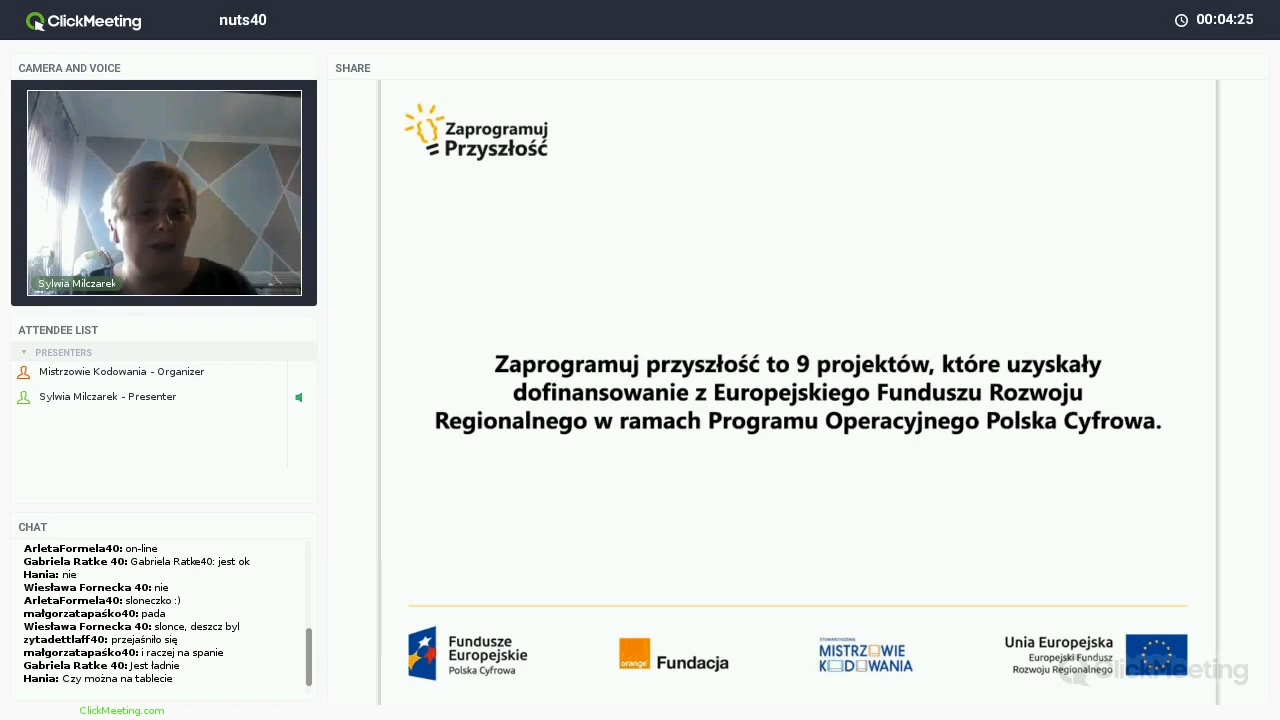 ClickMeeting
nuts40
00:04:25
CAMERA AND VOICE
SHARE
Sylwia Milczarek
ATTENDEE LIST
PRESENTERS
Mistrzowie Kodowania - Organizer
Sylwia Milczarek - Presenter
CHAT
ArletaFormela40: on-line
Gabriela Ratke 40: Gabriela Ratke40: jest ok
Hania: nie
Wiesława Fornecka 40: nie
ArletaFormela40: sloneczko :)
małgorzatapaśko40: pada
Wiesława Fornecka 40: slonce, deszcz byl
zytadettlaff40: przejaśniło się
małgorzatapaśko40: i raczej na spanie
Gabriela Ratke 40: Jest ładnie
Hania: Czy można na tablecie
ClickMeeting.com
Zaprogramuj
Przyszłość
Zaprogramuj przyszłość to 9 projektów, które uzyskały
dofinansowanie z Europejskiego Funduszu Rozwoju
Regionalnego w ramach Programu Operacyjnego Polska Cyfrowa.
Fundusze
Europejskie
Polska Cyfrowa
orange
Fundacja
STOWARZYSZENIE
MISTRZOWIE
KODOWANIA
Unia Europejska
Europejski Fundusz
Rozwoju Regionalnego
ClickMeeting